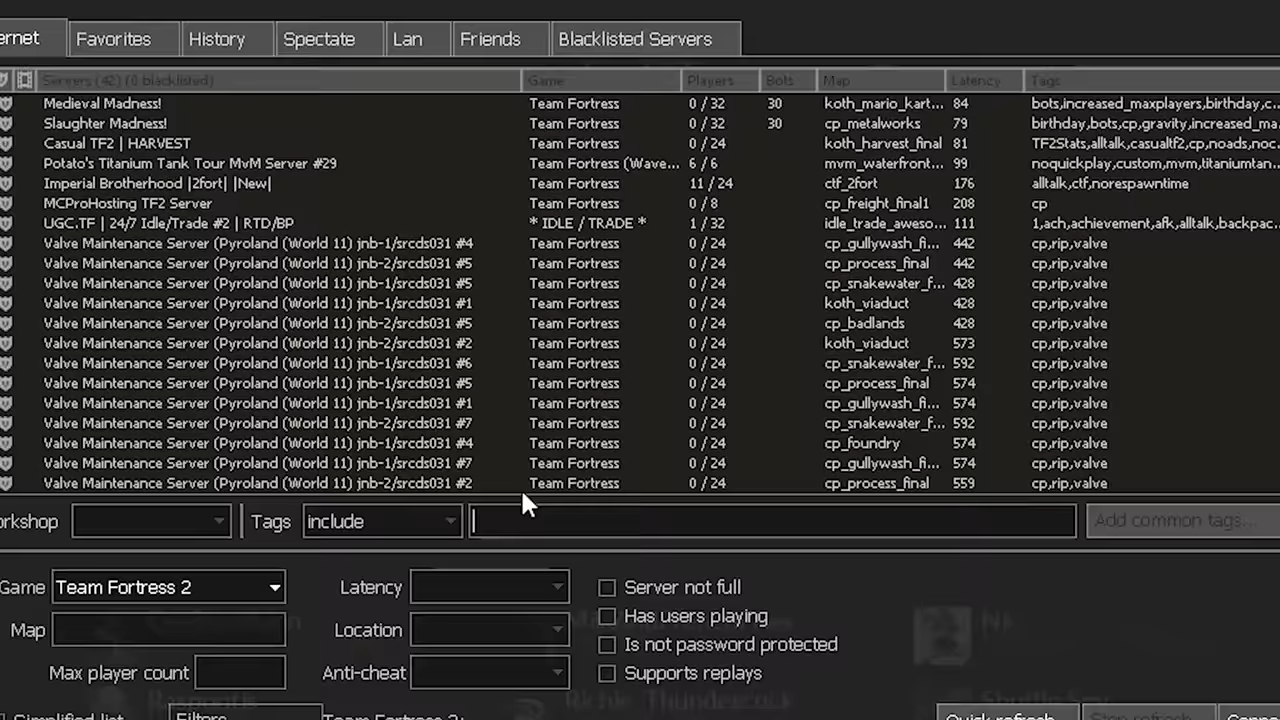 ernet Favorites History Spectate Lan Friends Blacklisted Servers
Servers (42) (0 blacklisted) Game Players Bots Map Latency Tags
Medieval Madness! Team Fortress 0 / 32 30 koth_mario_kart... 84 bots,increased_maxplayers,birthday,c...
Slaughter Madness! Team Fortress 0 / 32 30 cp_metalworks 79 birthday,bots,cp,gravity,increased_ma...
Casual TF2 | HARVEST Team Fortress 0 / 24 koth_harvest_final 81 TF2Stats,alltalk,casualtf2,cp,noads,noc...
Potato's Titanium Tank Tour MvM Server #29 Team Fortress (Wave... 6 / 6 mvm_waterfront... 99 noquickplay,custom,mvm,titaniumtan...
Imperial Brotherhood |2fort| |New| Team Fortress 11 / 24 ctf_2fort 176 alltalk,ctf,norespawntime
MCProHosting TF2 Server Team Fortress 0 / 8 cp_freight_final1 208 cp
UGC.TF | 24/7 Idle/Trade #2 | RTD/BP * IDLE / TRADE * 1 / 32 idle_trade_aweso... 111 1,ach,achievement,afk,alltalk,backpac...
Valve Maintenance Server (Pyroland (World 11) jnb-1/srcds031 #4 Team Fortress 0 / 24 cp_gullywash_fi... 442 cp,rip,valve
Valve Maintenance Server (Pyroland (World 11) jnb-2/srcds031 #5 Team Fortress 0 / 24 cp_process_final 442 cp,rip,valve
Valve Maintenance Server (Pyroland (World 11) jnb-2/srcds031 #5 Team Fortress 0 / 24 cp_snakewater_f... 428 cp,rip,valve
Valve Maintenance Server (Pyroland (World 11) jnb-1/srcds031 #1 Team Fortress 0 / 24 koth_viaduct 428 cp,rip,valve
Valve Maintenance Server (Pyroland (World 11) jnb-2/srcds031 #5 Team Fortress 0 / 24 cp_badlands 428 cp,rip,valve
Valve Maintenance Server (Pyroland (World 11) jnb-2/srcds031 #2 Team Fortress 0 / 24 koth_viaduct 573 cp,rip,valve
Valve Maintenance Server (Pyroland (World 11) jnb-1/srcds031 #6 Team Fortress 0 / 24 cp_snakewater_f... 592 cp,rip,valve
Valve Maintenance Server (Pyroland (World 11) jnb-1/srcds031 #5 Team Fortress 0 / 24 cp_process_final 574 cp,rip,valve
Valve Maintenance Server (Pyroland (World 11) jnb-1/srcds031 #1 Team Fortress 0 / 24 cp_gullywash_fi... 574 cp,rip,valve
Valve Maintenance Server (Pyroland (World 11) jnb-2/srcds031 #7 Team Fortress 0 / 24 cp_snakewater_f... 592 cp,rip,valve
Valve Maintenance Server (Pyroland (World 11) jnb-1/srcds031 #4 Team Fortress 0 / 24 cp_foundry 574 cp,rip,valve
Valve Maintenance Server (Pyroland (World 11) jnb-1/srcds031 #7 Team Fortress 0 / 24 cp_gullywash_fi... 574 cp,rip,valve
Valve Maintenance Server (Pyroland (World 11) jnb-2/srcds031 #2 Team Fortress 0 / 24 cp_process_final 559 cp,rip,valve
orkshop Tags include Add common tags...
Game Team Fortress 2 Latency Server not full
Has users playing
Map Location Is not password protected
Max player count Anti-cheat Supports replays
Simplified list Filters Team Fortress 2; Quick refresh Stop refresh